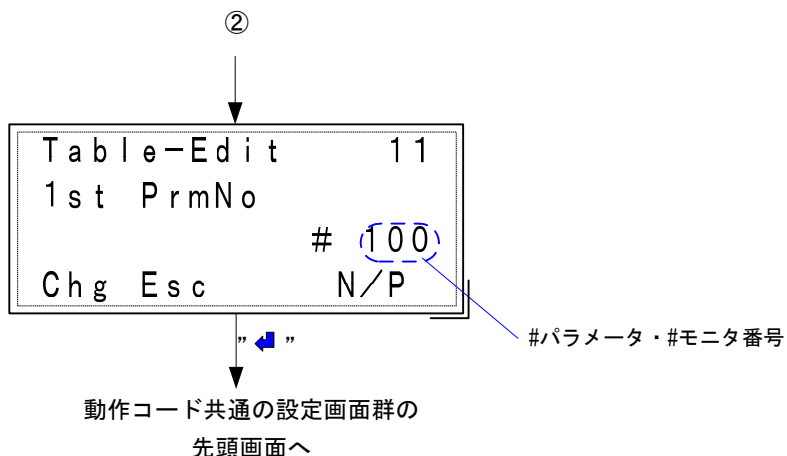 ②
Table-Edit 11
1st PrmNo
# 100
Chg Esc N/P
#パラメータ・#モニタ番号
” ”
動作コード共通の設定画面群の
先頭画面へ